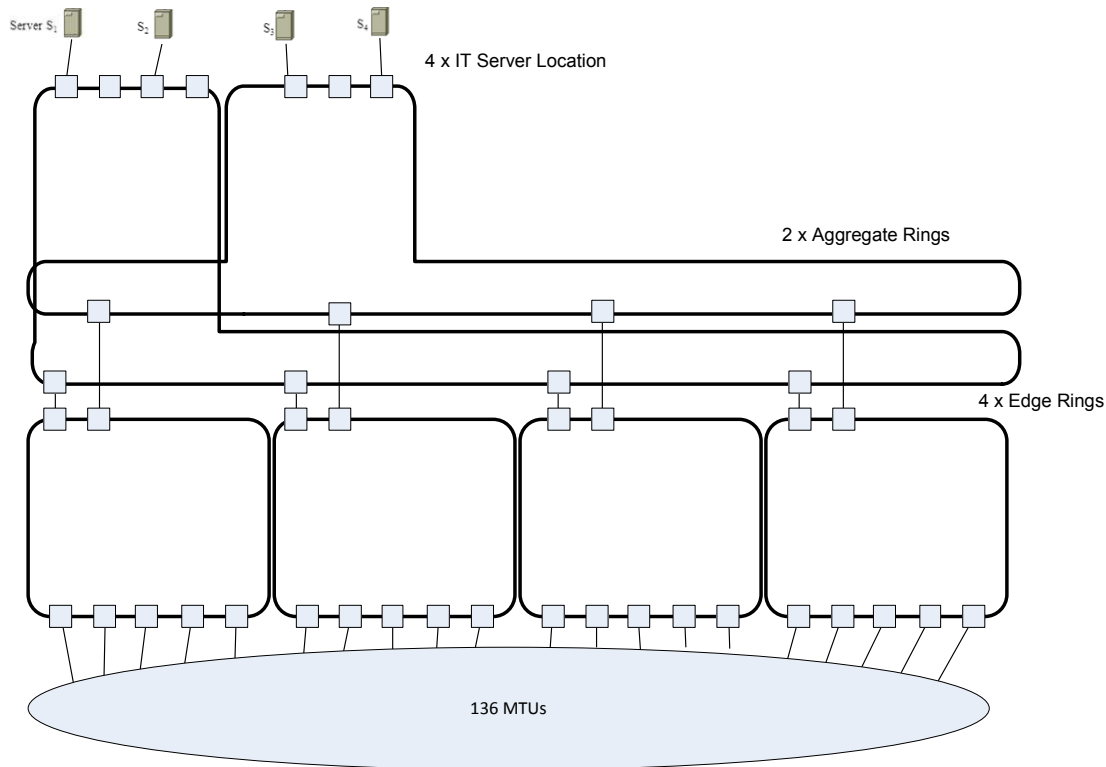 Server S1
S2
S3
S4
4 x IT Server Location
2 x Aggregate Rings
4 x Edge Rings
136 MTUs